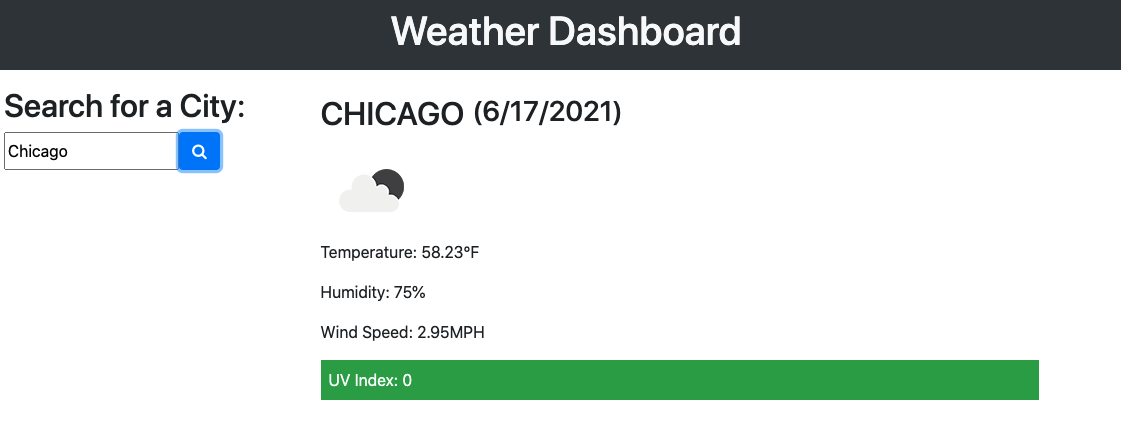 Weather Dashboard
Search for a City:
Chicago
CHICAGO (6/17/2021)
Temperature: 58.23°F
Humidity: 75%
Wind Speed: 2.95MPH
UV Index: 0